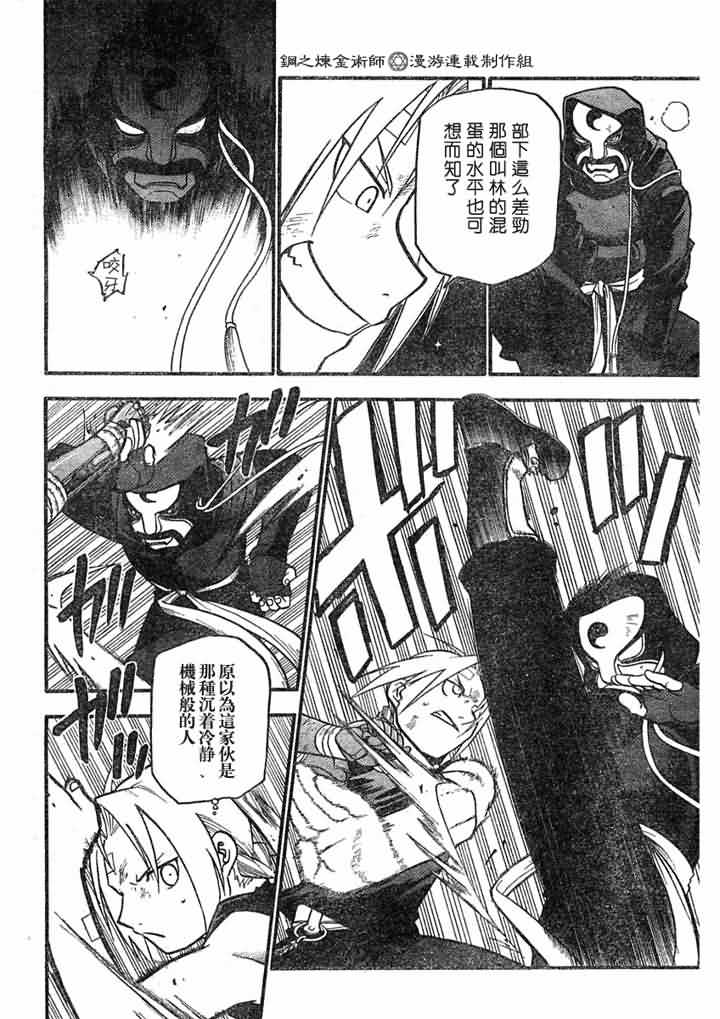 鋼之煉金術師 漫游連載制作組
部下這么差勁
那個叫林的混
蛋的水平也可
想而知了
咬牙
原以為這家伙是
那種沉着冷静、
機械般的人…